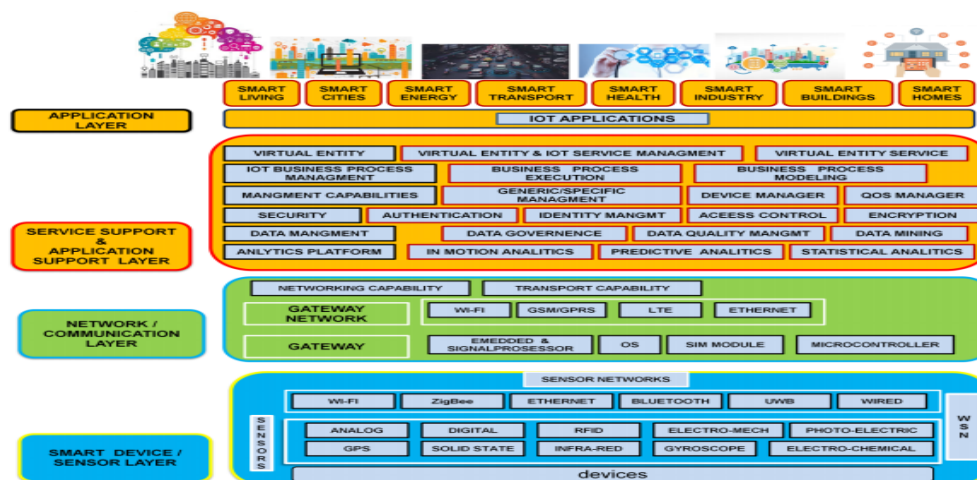 SMART LIVING
SMART CITIES
SMART ENERGY
SMART TRANSPORT
SMART HEALTH
SMART INDUSTRY
SMART BUILDINGS
SMART HOMES
APPLICATION LAYER
IOT APPLICATIONS
VIRTUAL ENTITY
VIRTUAL ENTITY & IOT SERVICE MANAGMENT
VIRTUAL ENTITY SERVICE
IOT BUSINESS PROCESS MANAGMENT
BUSINESS PROCESS EXECUTION
BUSINESS PROCESS MODELING
MANGMENT CAPABILITIES
GENERIC/SPECIFIC MANAGMENT
DEVICE MANAGER
QOS MANAGER
SECURITY
AUTHENTICATION
IDENTITY MANGMT
ACEESS CONTROL
ENCRYPTION
SERVICE SUPPORT & APPLICATION SUPPORT LAYER
DATA MANGMENT
DATA GOVERNENCE
DATA QUALITY MANGMT
DATA MINING
ANLYTICS PLATFORM
IN MOTION ANALITICS
PREDICTIVE ANALITICS
STATISTICAL ANALITICS
NETWORKING CAPABILITY
TRANSPORT CAPABILITY
NETWORK / COMMUNICATION LAYER
GATEWAY NETWORK
WI-FI
GSM/GPRS
LTE
ETHERNET
GATEWAY
EMEDDED & SIGNALPROSESSOR
OS
SIM MODULE
MICROCONTROLLER
SENSOR NETWORKS
WI-FI
ZigBee
ETHERNET
BLUETOOTH
UWB
WIRED
WSN
SMART DEVICE / SENSOR LAYER
SENSORS
ANALOG
DIGITAL
RFID
ELECTRO-MECH
PHOTO-ELECTRIC
GPS
SOLID STATE
INFRA-RED
GYROSCOPE
ELECTRO-CHEMICAL
devices